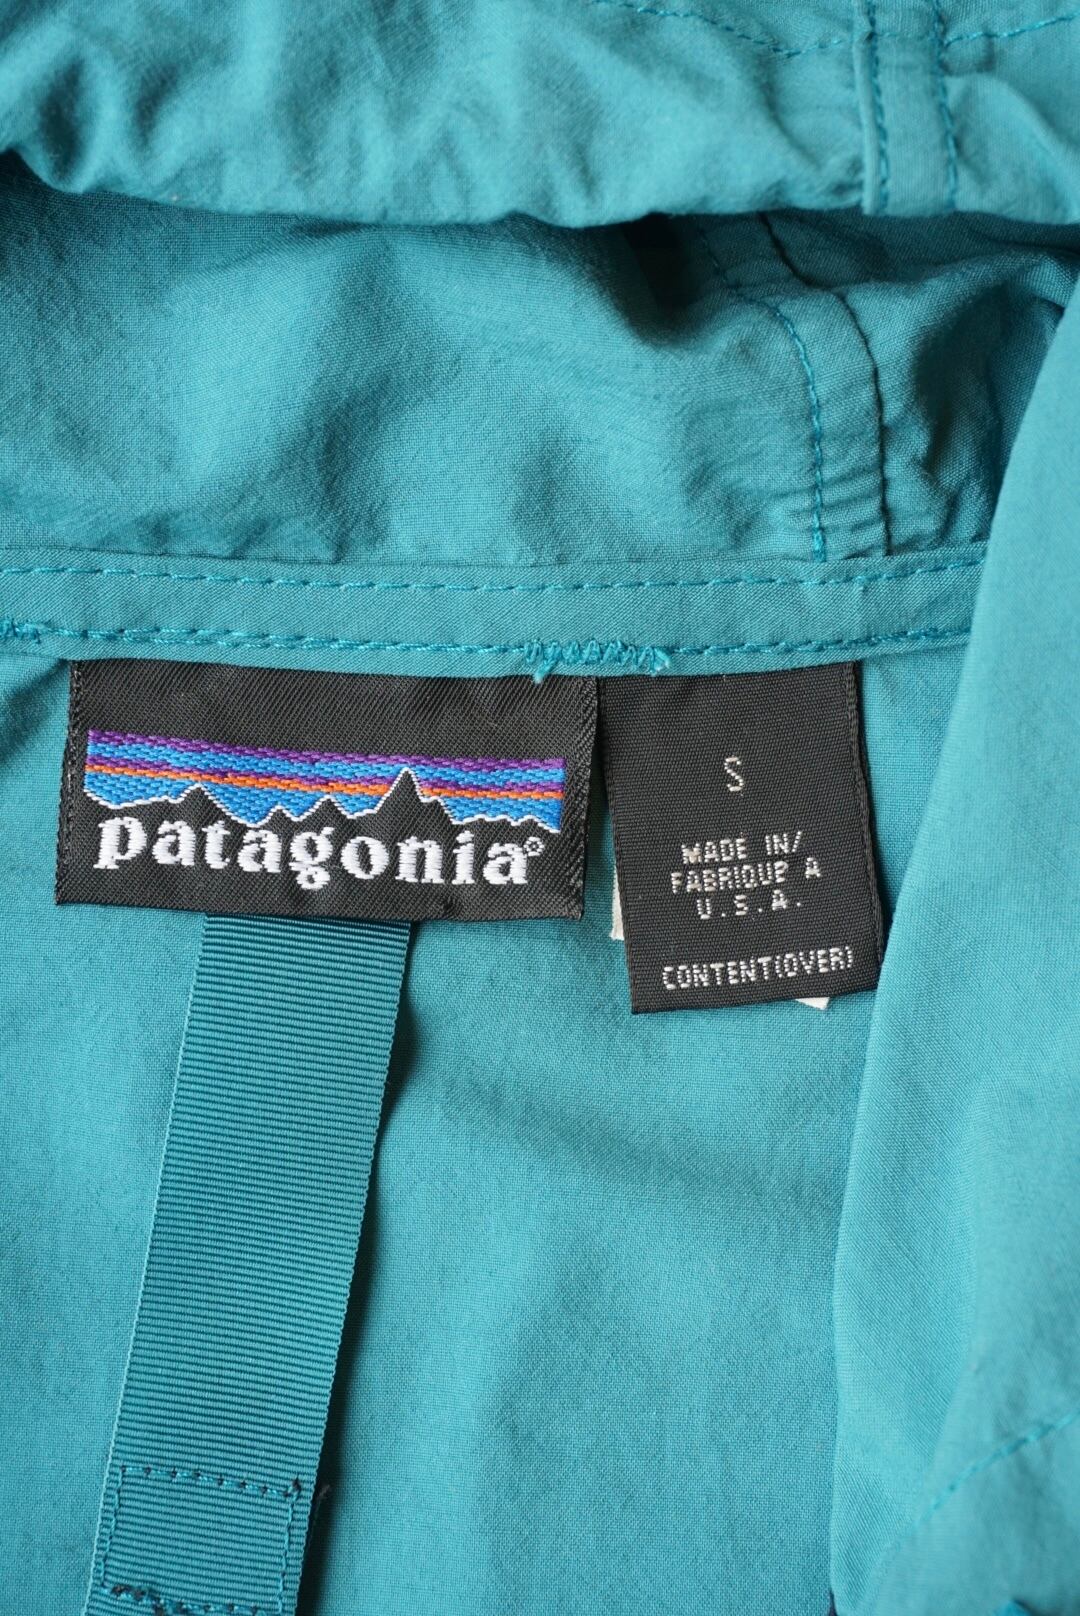 patagonia®
S
MADE IN/
FABRIQUE A
U.S.A.
CONTENT(OVER)